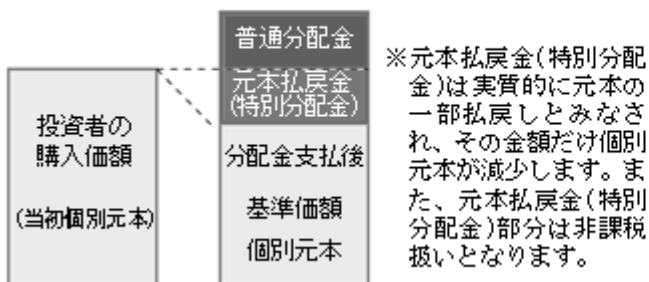 投資者の
購入価額
(当初個別元本)
普通分配金
元本払戻金
(特別分配金)
分配金支払後
基準価額
個別元本
※元本払戻金(特別分配
金)は実質的に元本の
一部払戻しとみなさ
れ、その金額だけ個別
元本が減少します。ま
た、元本払戻金(特別
分配金)部分は非課税
扱いとなります。